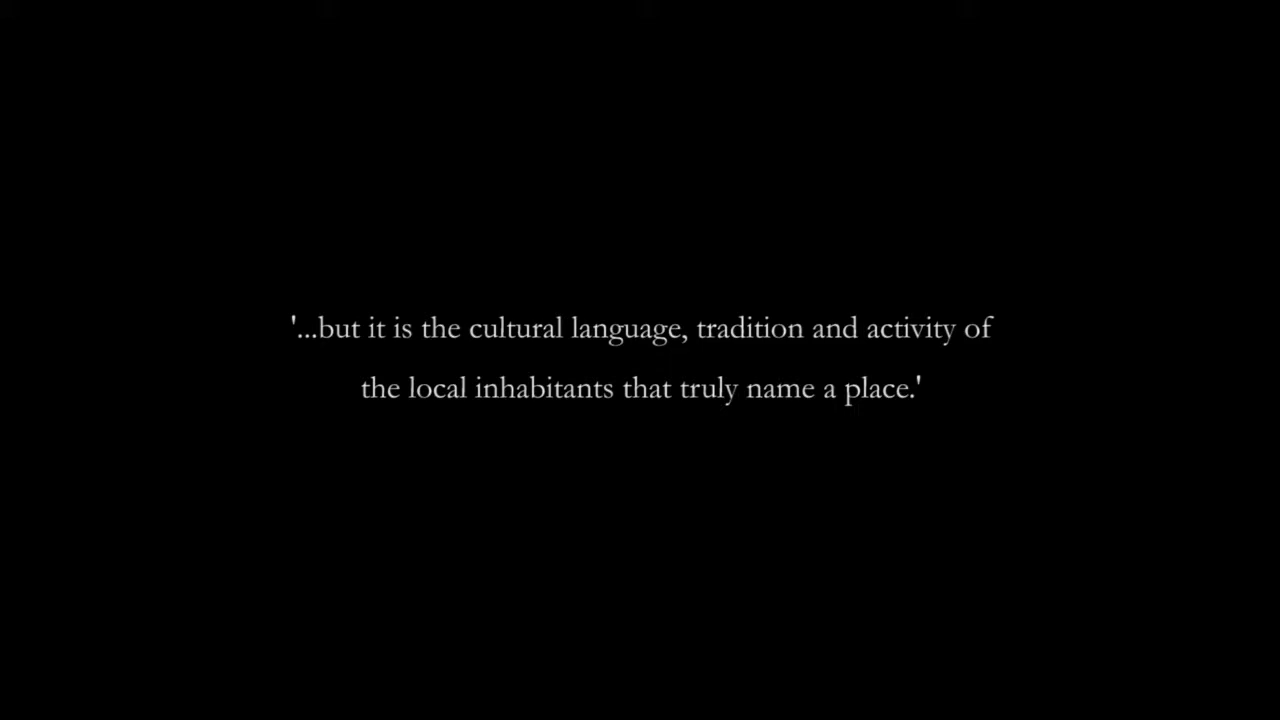 '...but it is the cultural language, tradition and activity of
the local inhabitants that truly name a place.'